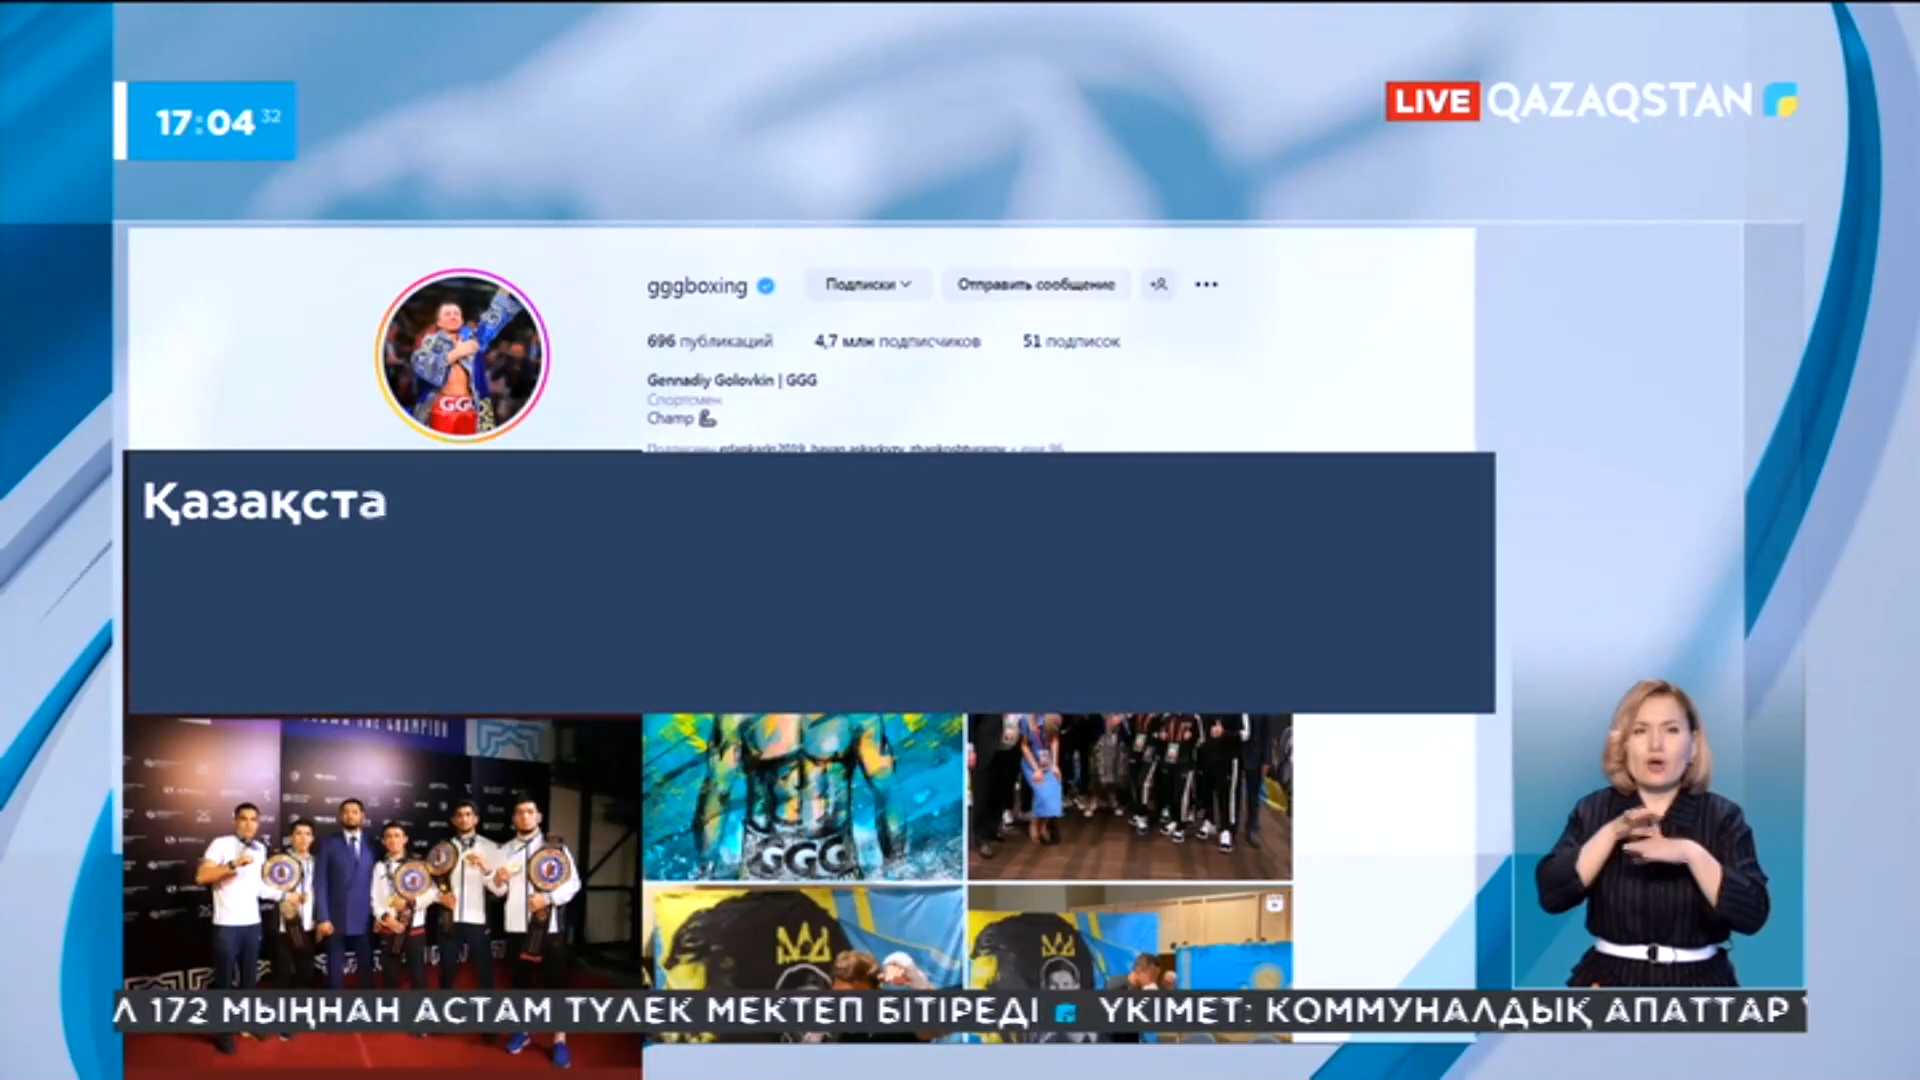 17:04 32
LIVE QAZAQSTAN
gggboxing Подписки Отправить сообщение
696 публикаций 4,7 млн подписчиков 51 подписок
Gennadiy Golovkin | GGG
Спортсмен
Champ
Қазақста
GGG
Л 172 МЫҢНАН АСТАМ ТҮЛЕК МЕКТЕП БІТІРЕДІ ҮКІМЕТ: КОММУНАЛДЫҚ АПАТТАР